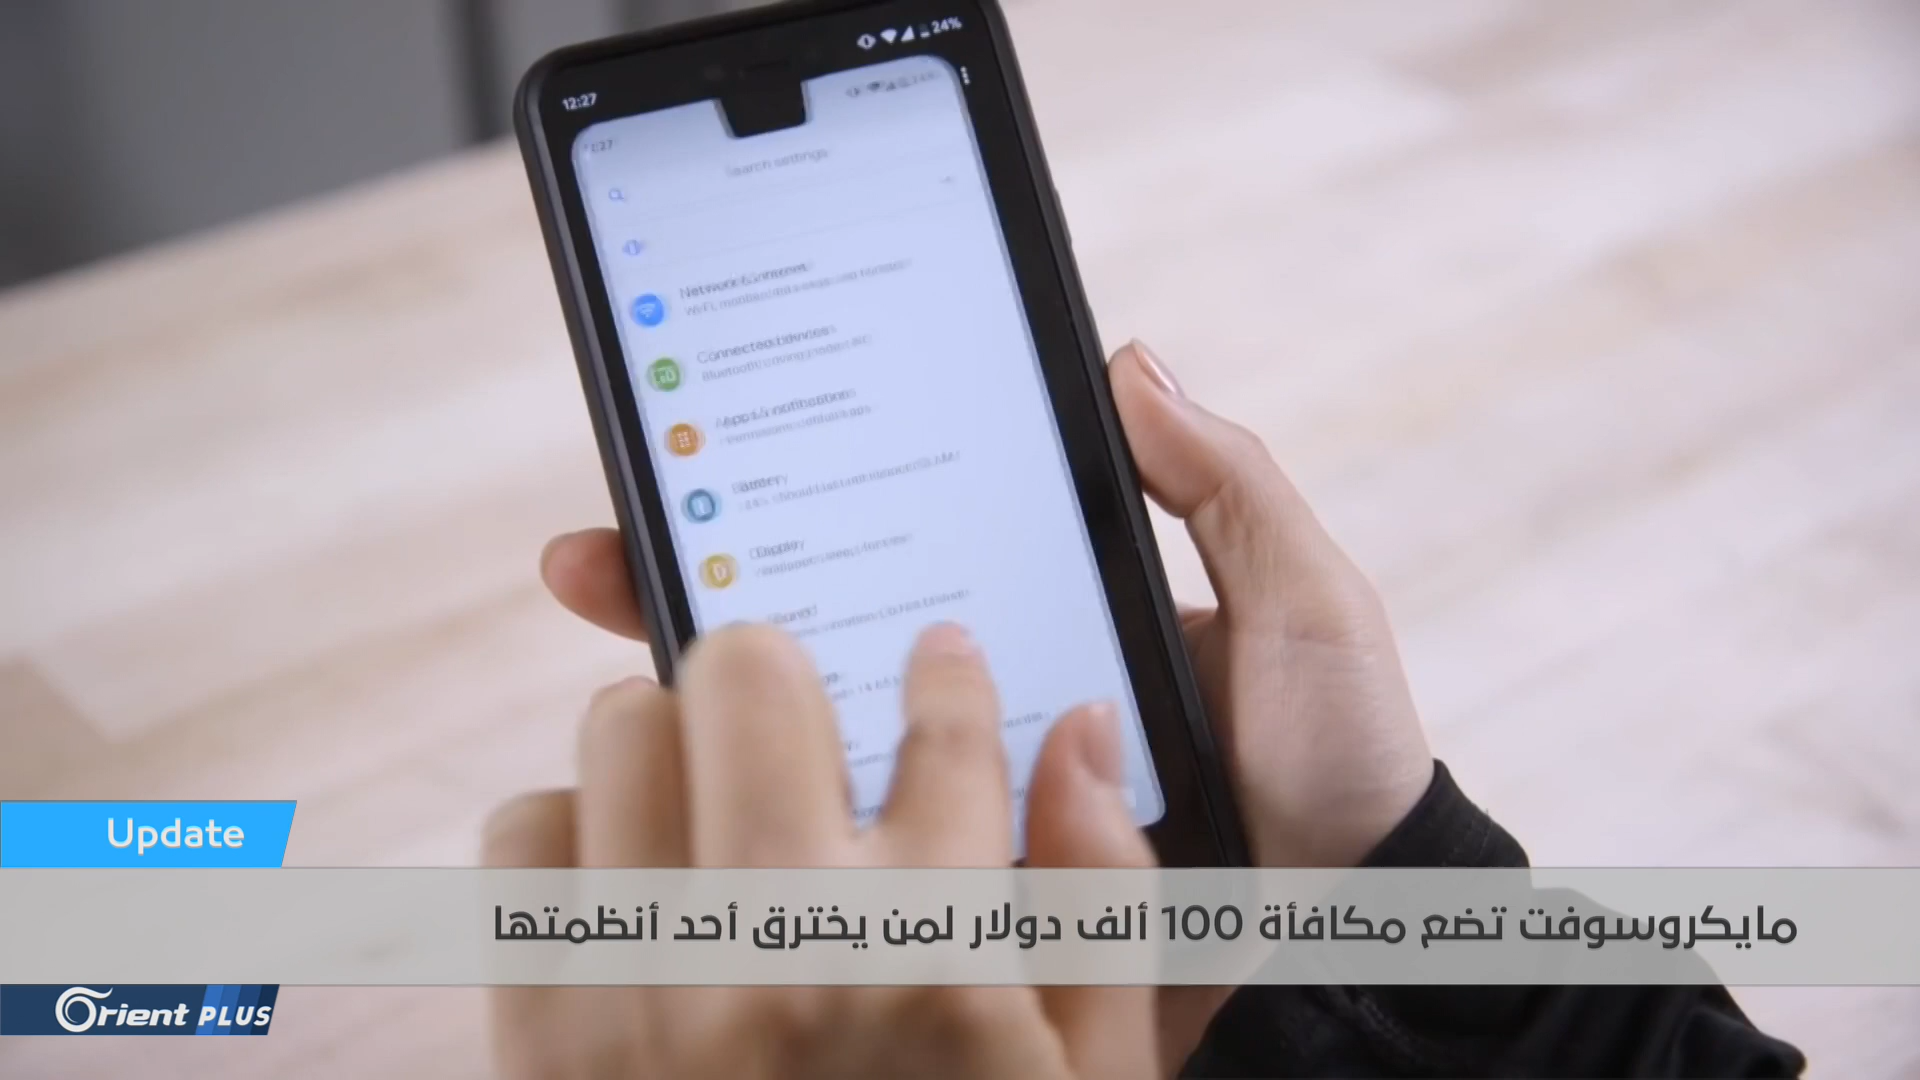 12:27
24%
Search settings
Network & internet
Connected devices
Apps & notifications
Battery
Display
Sound
Update
مايكروسوفت تضع مكافأة 100 ألف دولار لمن يخترق أحد أنظمتها
Orient PLUS